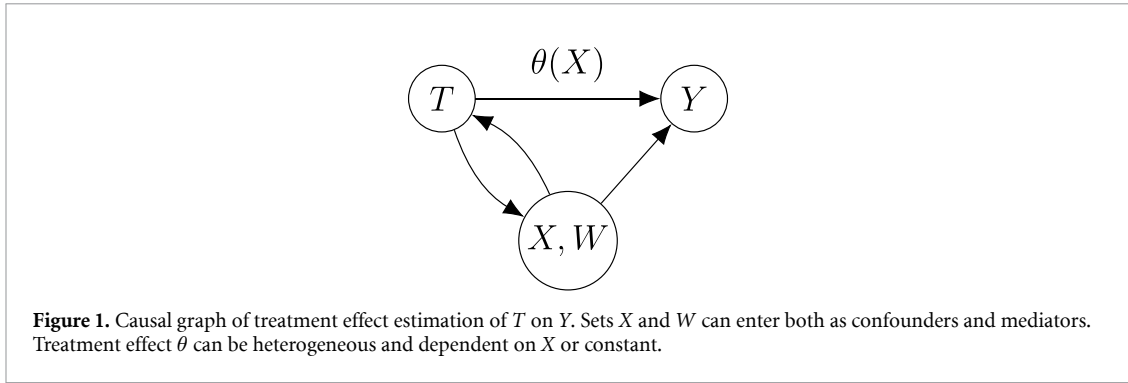 θ(X)
T
Y
X, W
Figure 1. Causal graph of treatment effect estimation of T on Y. Sets X and W can enter both as confounders and mediators.
Treatment effect θ can be heterogeneous and dependent on X or constant.